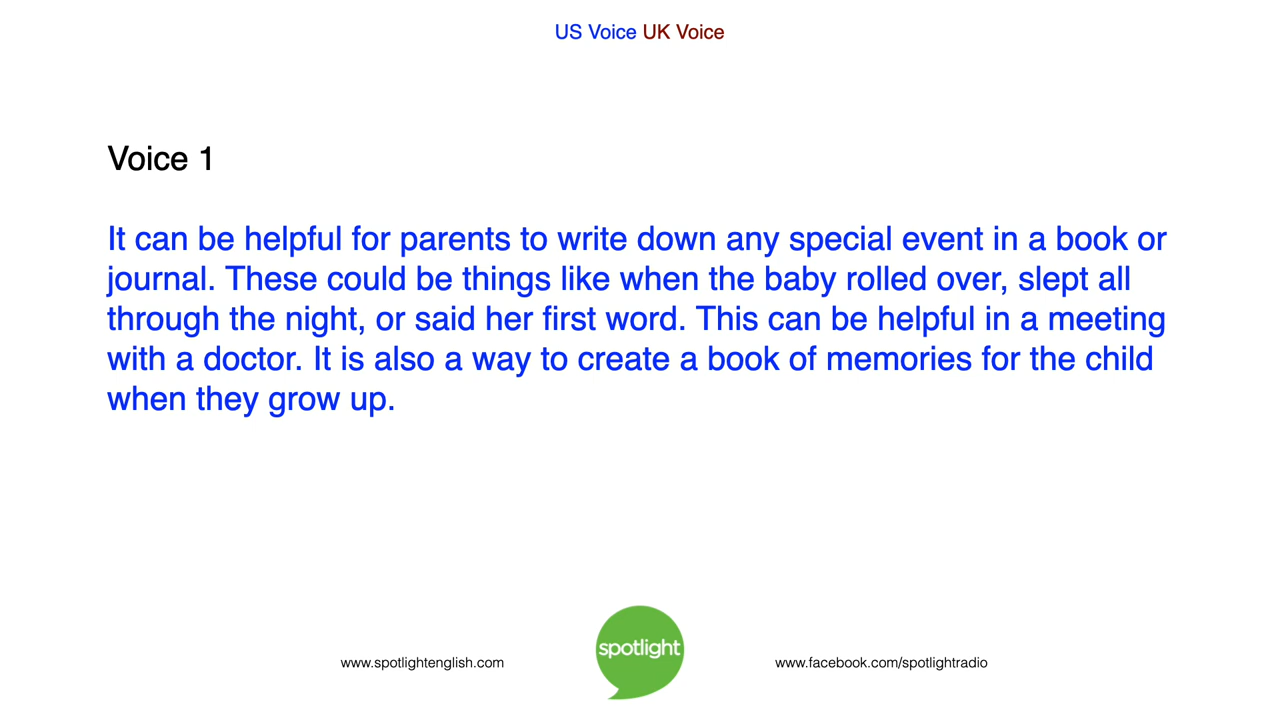 US Voice UK Voice
Voice 1
It can be helpful for parents to write down any special event in a book or
journal. These could be things like when the baby rolled over, slept all
through the night, or said her first word. This can be helpful in a meeting
with a doctor. It is also a way to create a book of memories for the child
when they grow up.
spotlight
www.spotlightenglish.com
www.facebook.com/spotlightradio